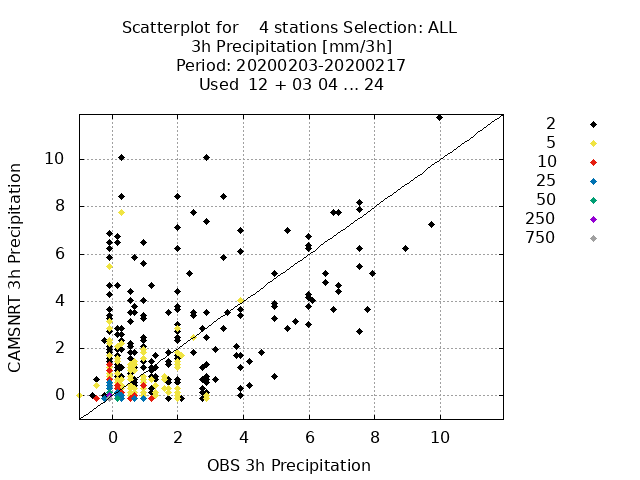 Scatterplot for    4 stations Selection: ALL
3h Precipitation [mm/3h]
Period: 20200203-20200217
Used  12 + 03 04 ... 24
CAMSNRT 3h Precipitation
10
8
6
4
2
0
0 2 4 6 8 10
OBS 3h Precipitation
2
5
10
25
50
250
750